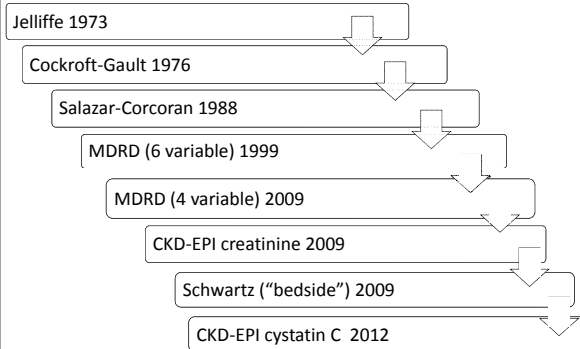 Jelliffe 1973
Cockroft-Gault 1976
Salazar-Corcoran 1988
MDRD (6 variable) 1999
MDRD (4 variable) 2009
CKD-EPI creatinine 2009
Schwartz (“bedside”) 2009
CKD-EPI cystatin C  2012